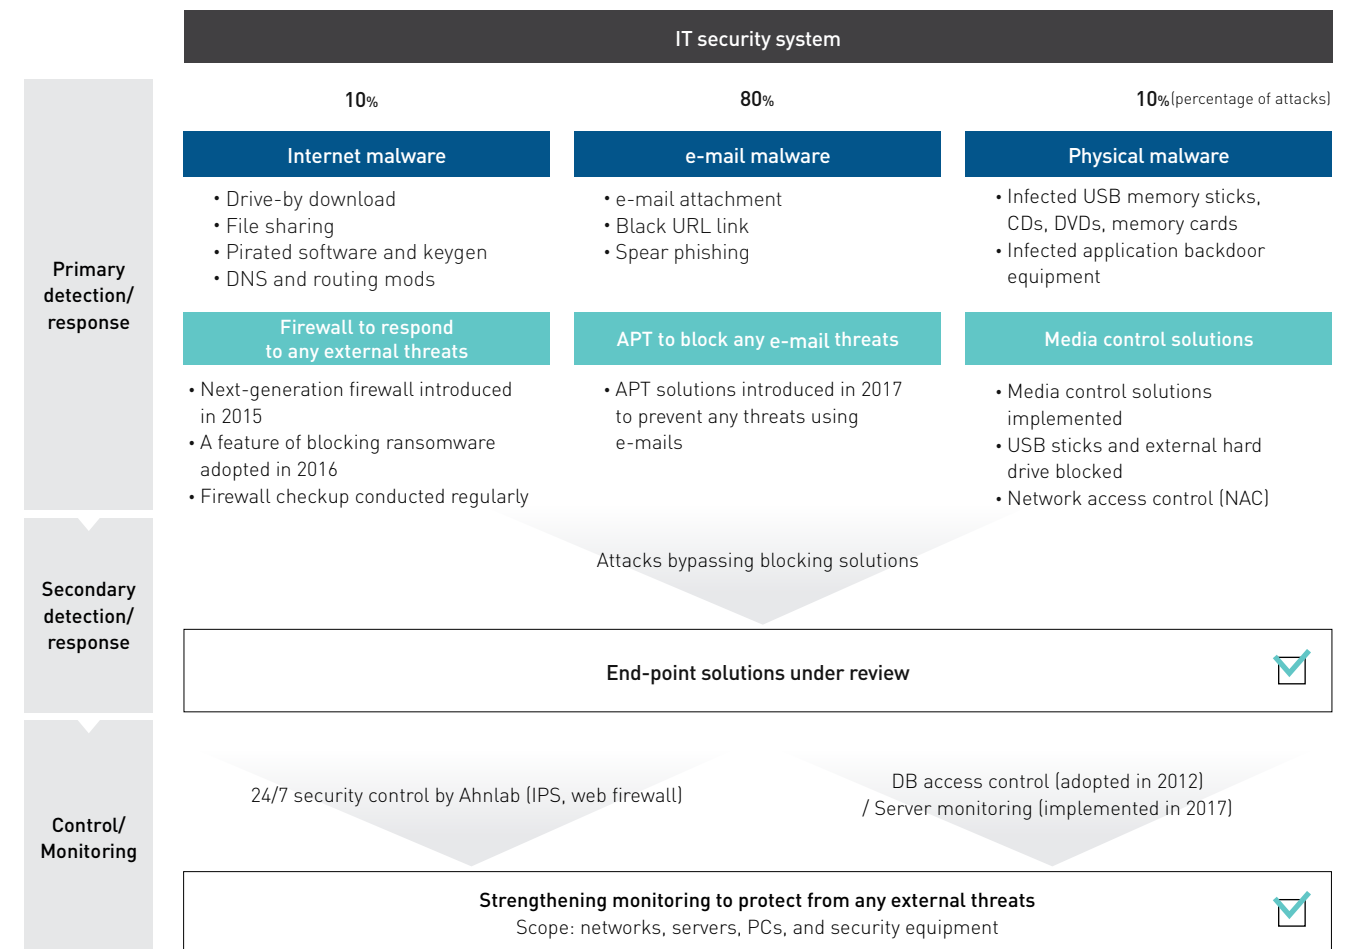 IT security system
10%
80%
10%(percentage of attacks)
Primary
detection/
response
Internet malware
• Drive-by download
• File sharing
• Pirated software and keygen
• DNS and routing mods
e-mail malware
• e-mail attachment
• Black URL link
• Spear phishing
Physical malware
• Infected USB memory sticks,
CDs, DVDs, memory cards
• Infected application backdoor
equipment
Firewall to respond
to any external threats
• Next-generation firewall introduced
in 2015
• A feature of blocking ransomware
adopted in 2016
• Firewall checkup conducted regularly
APT to block any e-mail threats
• APT solutions introduced in 2017
to prevent any threats using
e-mails
Media control solutions
• Media control solutions
implemented
• USB sticks and external hard
drive blocked
• Network access control (NAC)
Secondary
detection/
response
Attacks bypassing blocking solutions
End-point solutions under review
Control/
Monitoring
24/7 security control by Ahnlab (IPS, web firewall)
DB access control (adopted in 2012)
/ Server monitoring (implemented in 2017)
Strengthening monitoring to protect from any external threats
Scope: networks, servers, PCs, and security equipment